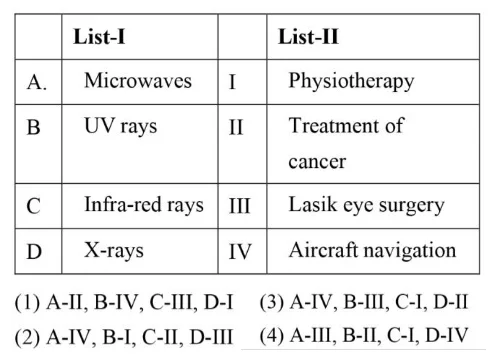 List-I List-II
A. Microwaves I Physiotherapy
B UV rays II Treatment of
cancer
C Infra-red rays III Lasik eye surgery
D X-rays IV Aircraft navigation
(1) A-II, B-IV, C-III, D-I (3) A-IV, B-III, C-I, D-II
(2) A-IV, B-I, C-II, D-III (4) A-III, B-II, C-I, D-IV